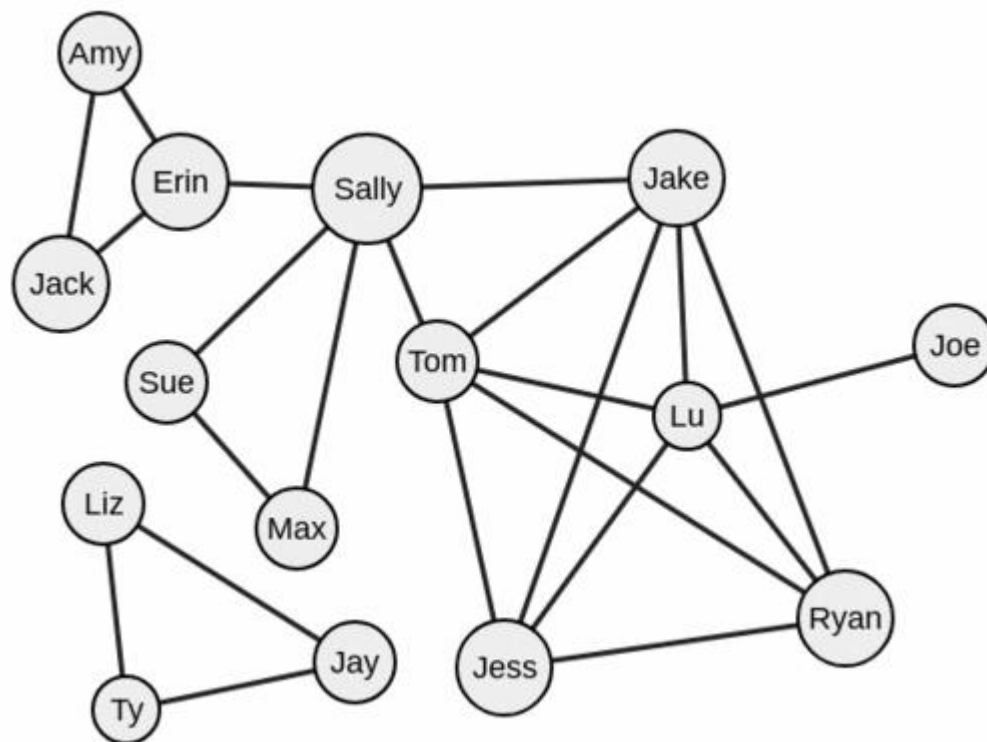 Amy
Erin
Sally
Jake
Jack
Joe
Tom
Sue
Lu
Liz
Max
Ryan
Jay
Jess
Ty